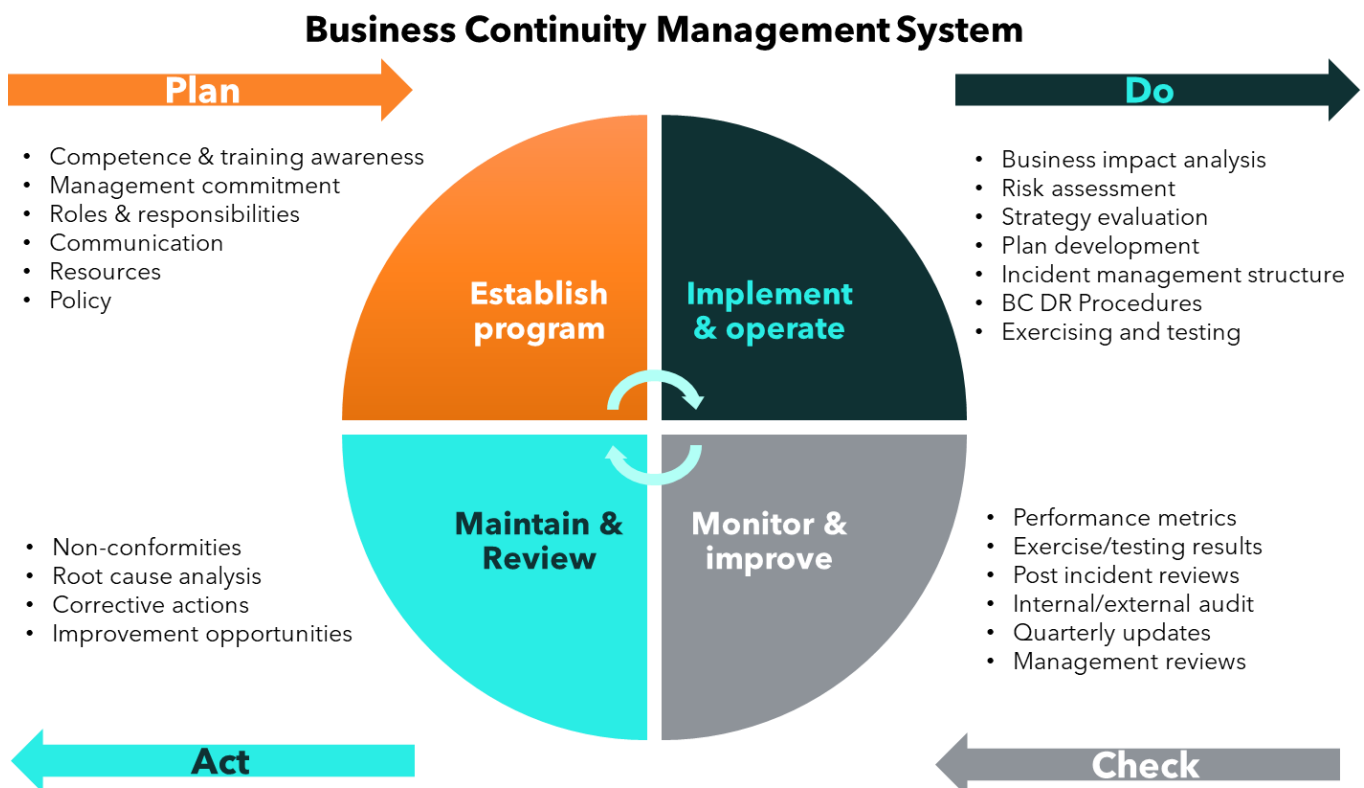 Business Continuity Management System
Plan
• Competence & training awareness
• Management commitment
• Roles & responsibilities
• Communication
• Resources
• Policy
Do
• Business impact analysis
• Risk assessment
• Strategy evaluation
• Plan development
• Incident management structure
• BC DR Procedures
• Exercising and testing
Establish
program
Implement
& operate
Maintain &
Review
Monitor &
improve
• Non-conformities
• Root cause analysis
• Corrective actions
• Improvement opportunities
Act
• Performance metrics
• Exercise/testing results
• Post incident reviews
• Internal/external audit
• Quarterly updates
• Management reviews
Check